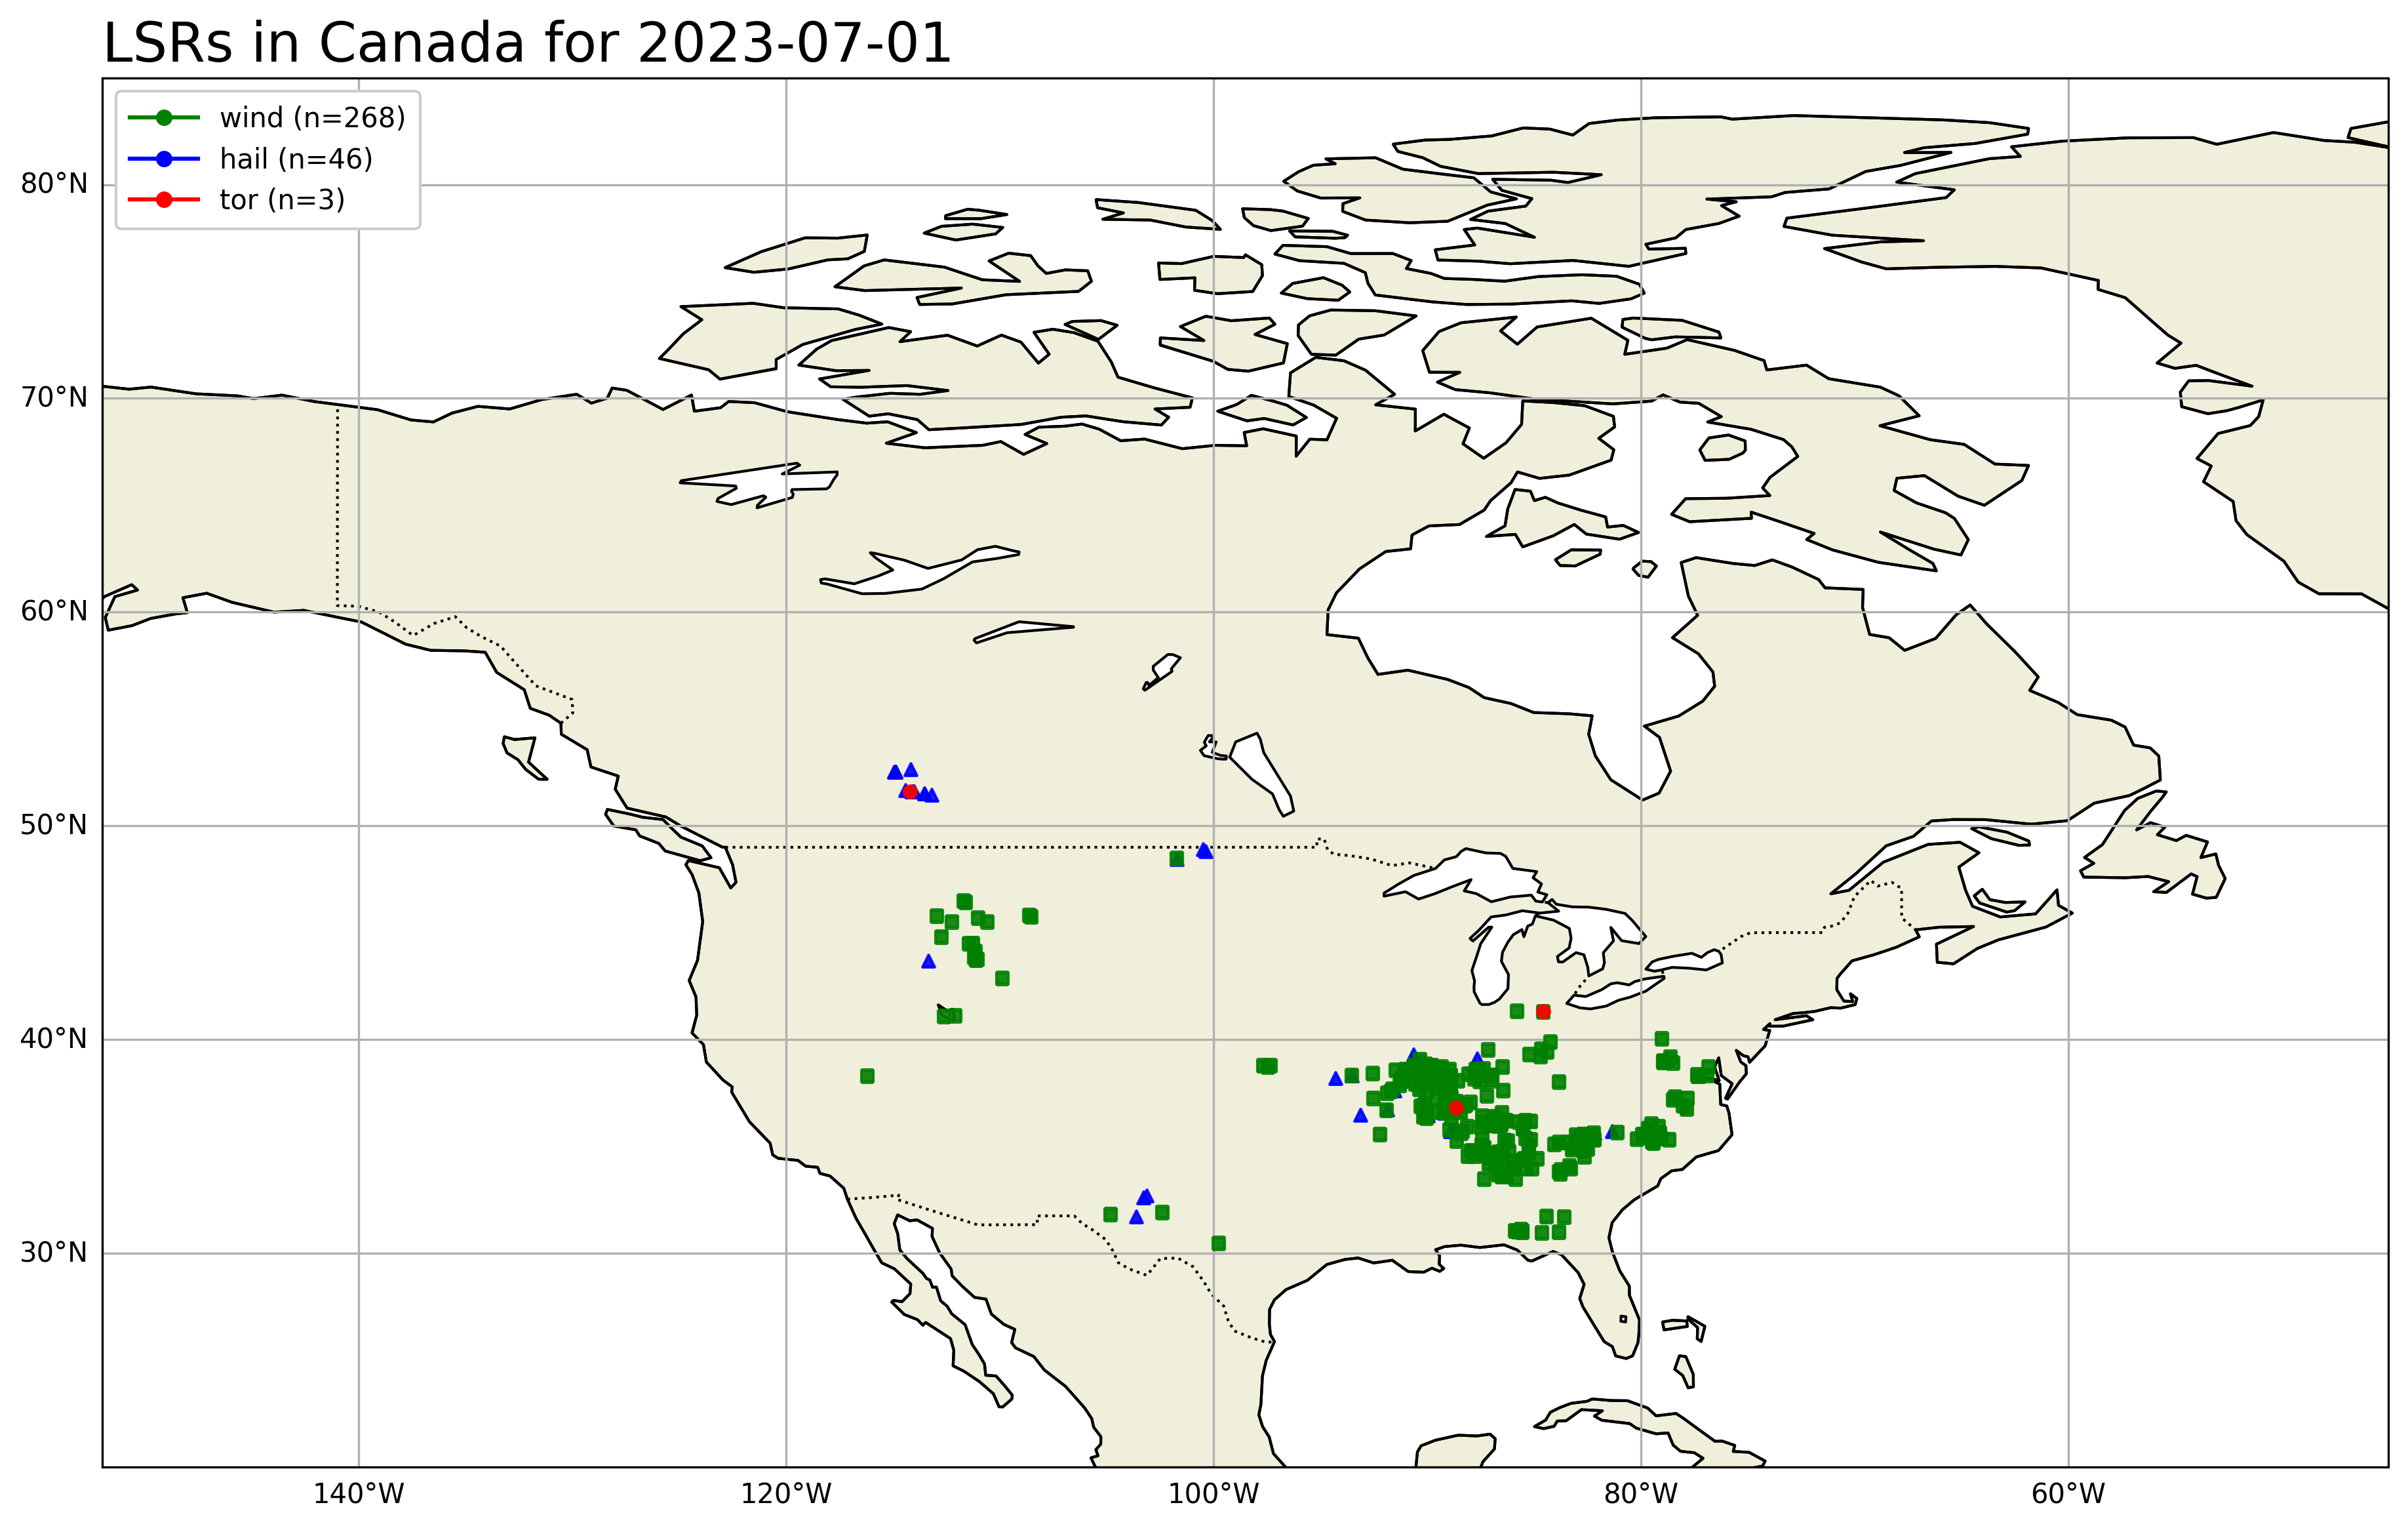 LSRs in Canada for 2023-07-01
wind (n=268)
hail (n=46)
tor (n=3)
80°N
70°N
60°N
50°N
40°N
30°N
140°W
120°W
100°W
80°W
60°W